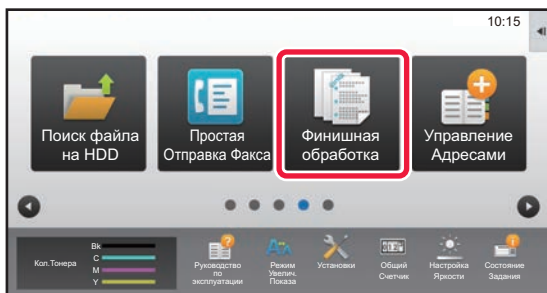 10:15
Поиск файла
на HDD
Простая
Отправка Факса
Финишная
обработка
Управление
Адресами
Кол.Тонера
Bk
C
M
Y
Руководство
по
эксплуатации
Режим
Увелич.
Показа
Установки
Общий
Счетчик
Настройка
Яркости
Состояние
Задания